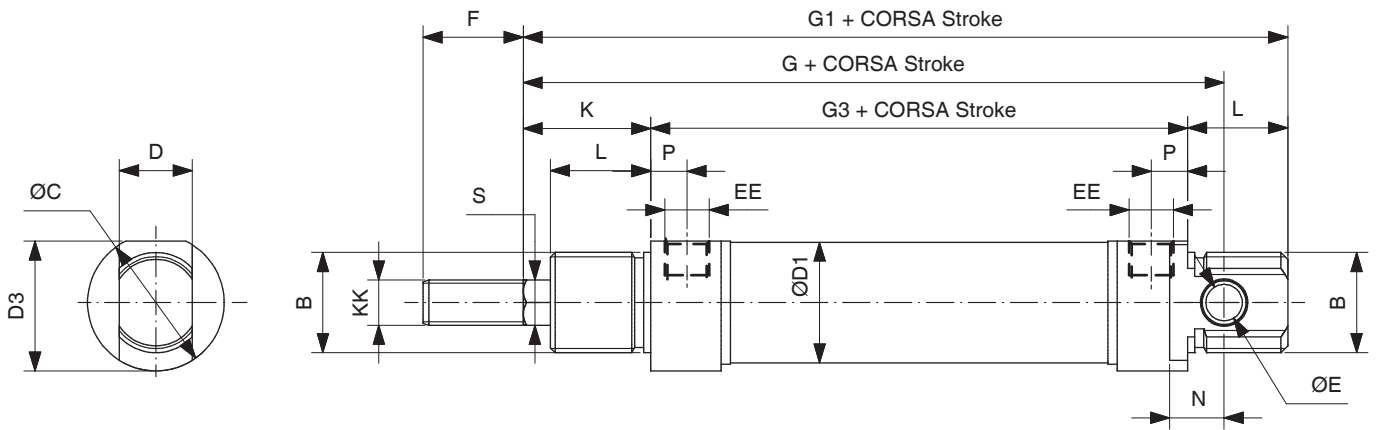 F
G1 + CORSA Stroke
G + CORSA Stroke
K
G3 + CORSA Stroke
L
D
L
P
P
ØC
S
EE
EE
D3
B
KK
ØD1
B
N
ØE